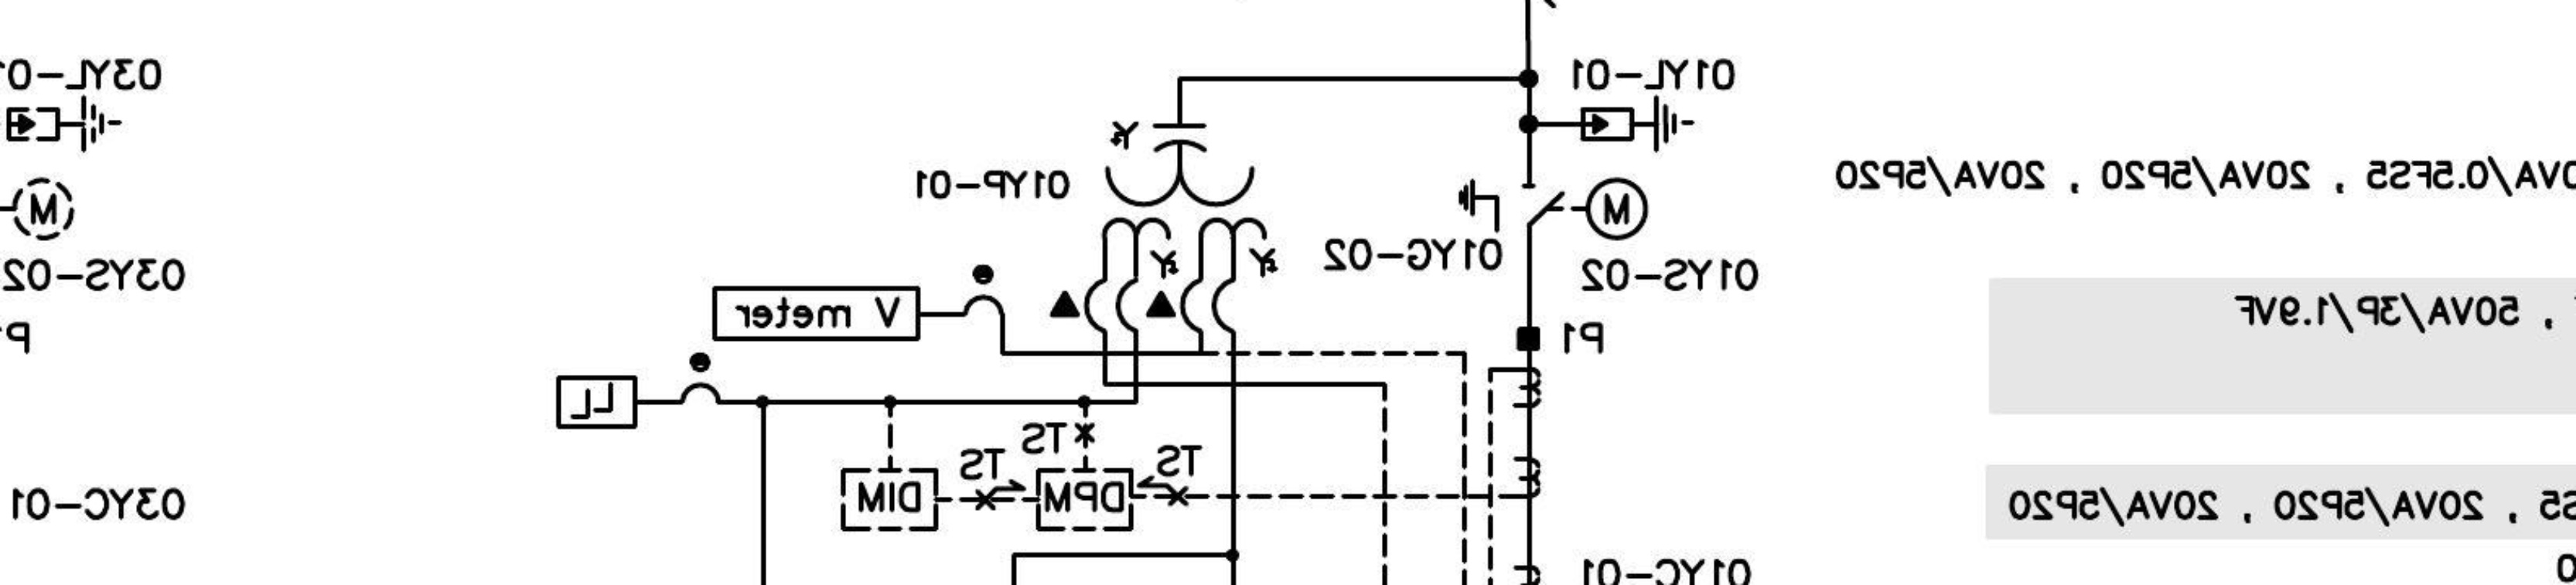 03YL-01
01YL-01
Y
01YP-01
0VA/0.5FS5 , 20VA/5P20 , 20VA/5P20
M
M
01YG-02
Y
Y
03YS-02
01YS-02
V meter
, 50VA/3P/1.9VF
P1
P1
LL
TS
TS
TS
DIM
DPM
03YC-01
S5 , 20VA/5P20 , 20VA/5P20
01YC-01